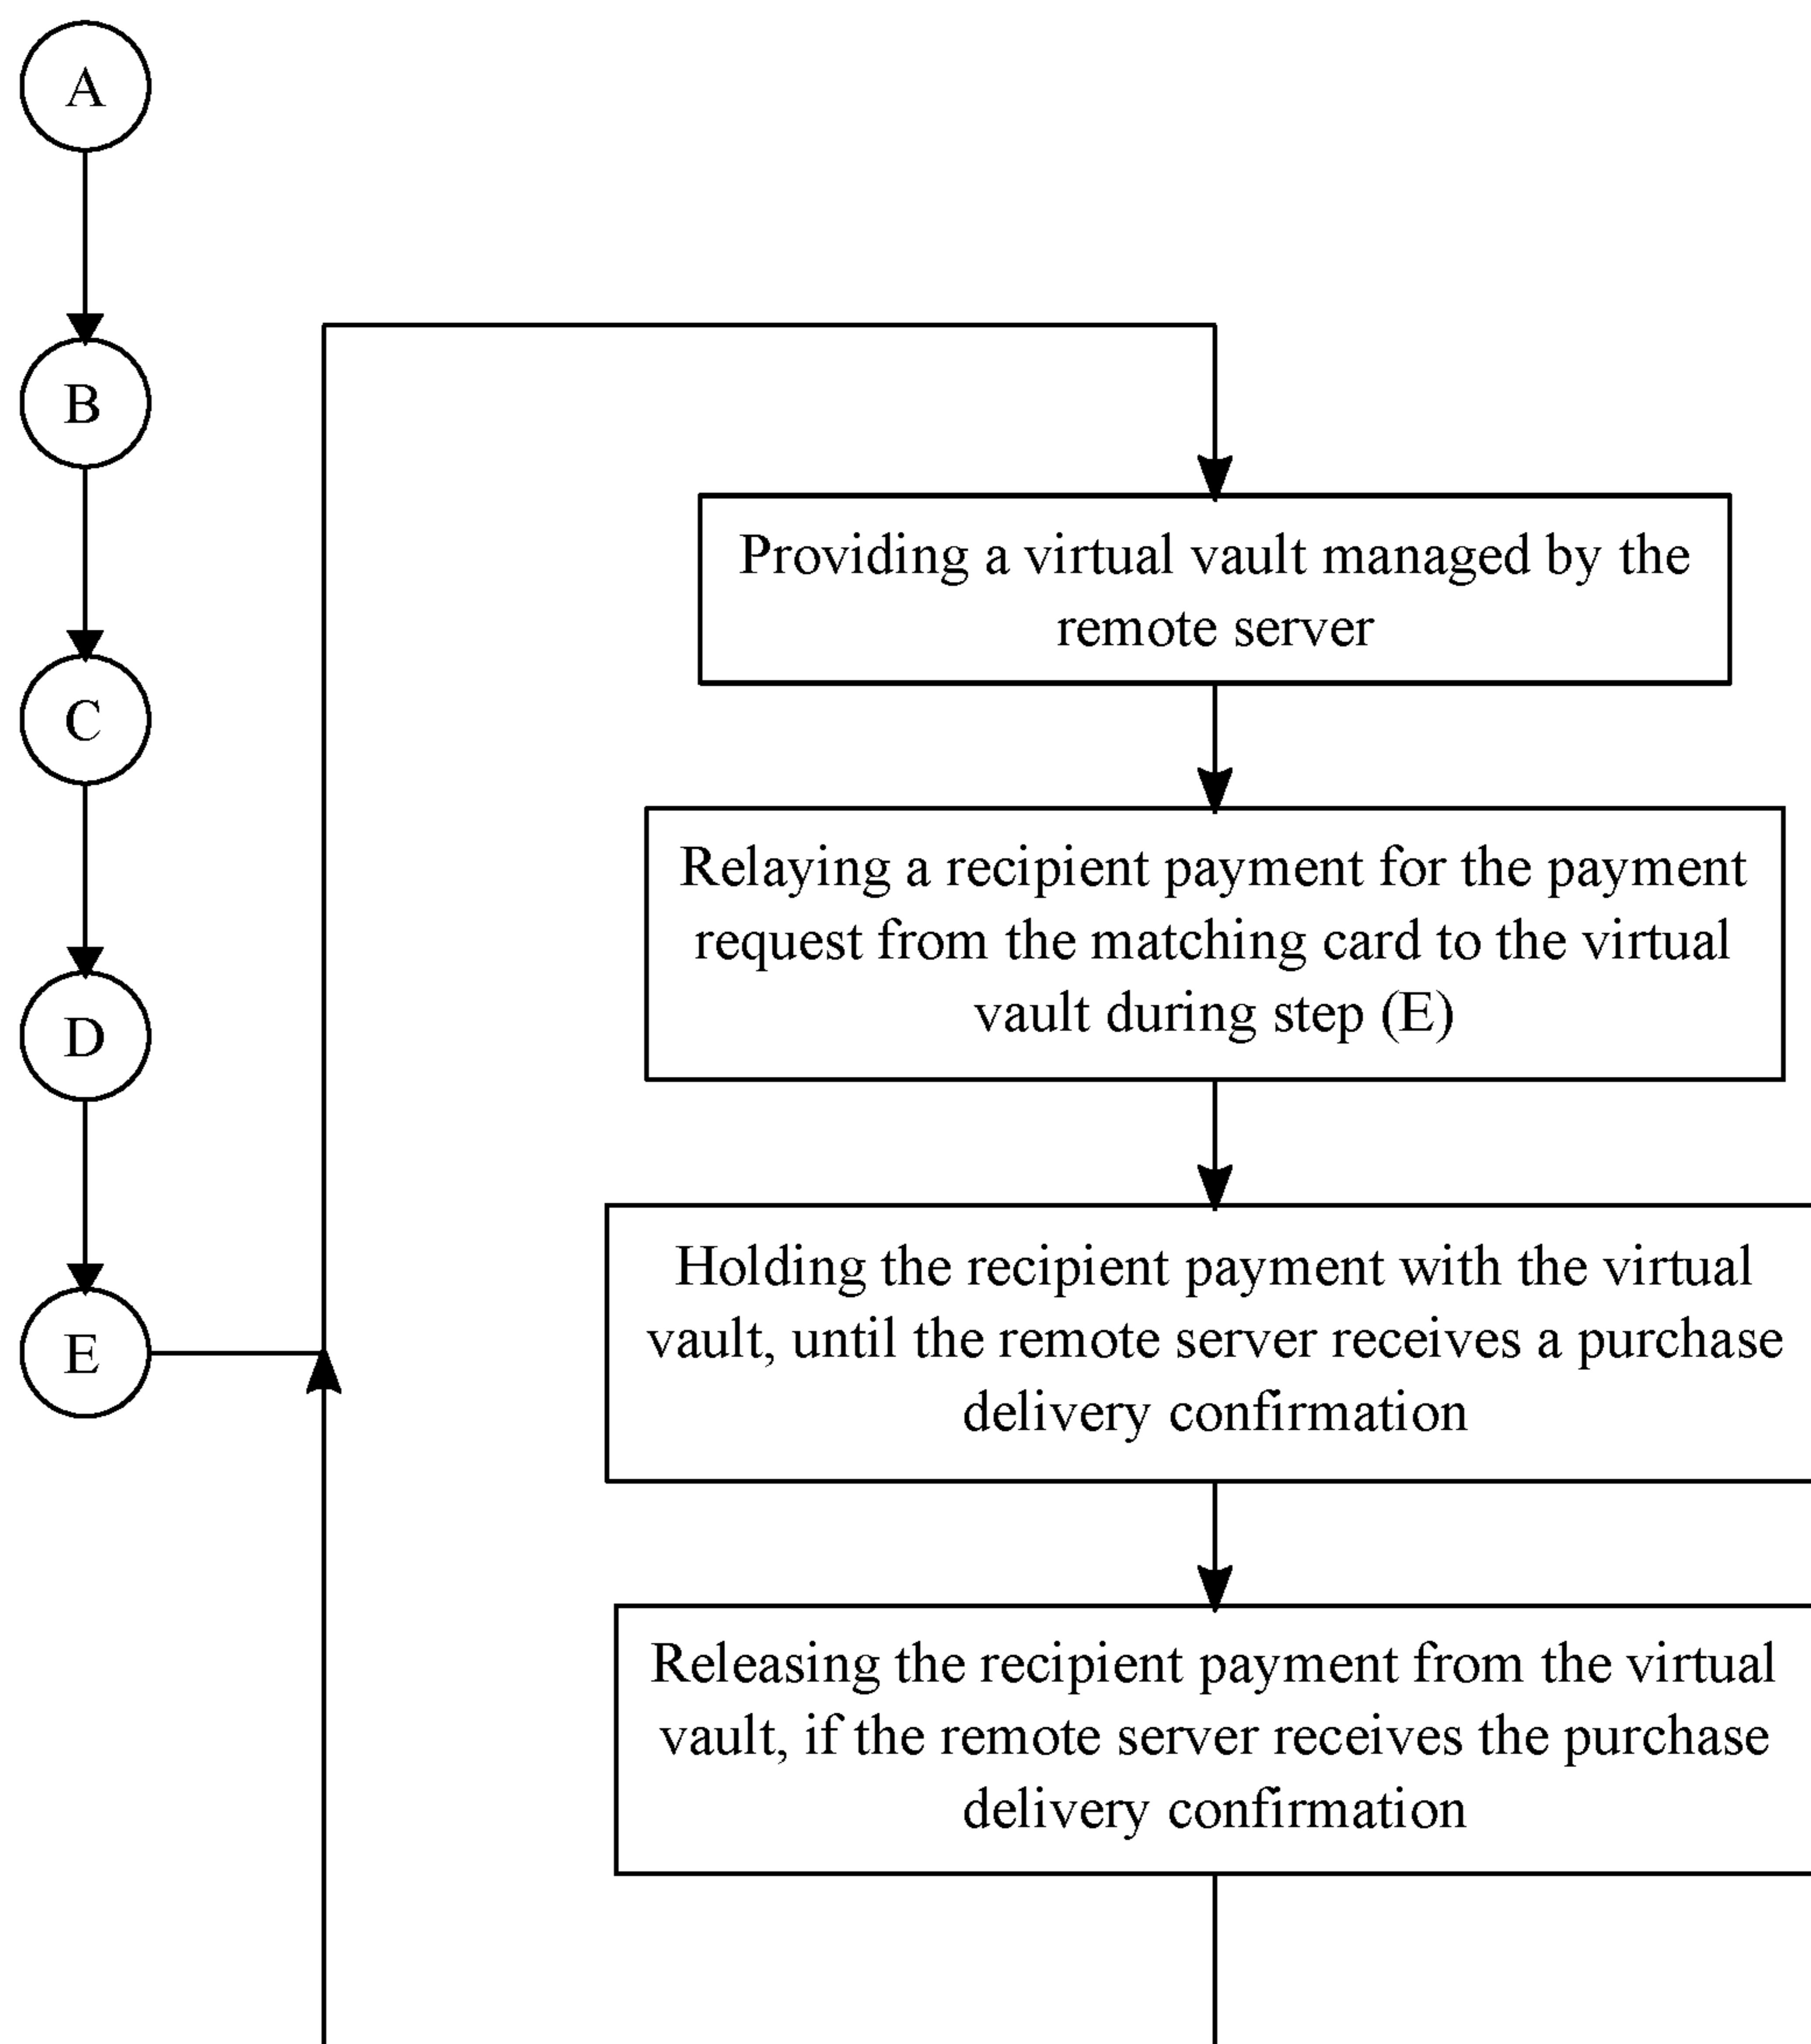 A
B
C
D
E
Providing a virtual vault managed by the
remote server
Relaying a recipient payment for the payment
request from the matching card to the virtual
vault during step (E)
Holding the recipient payment with the virtual
vault, until the remote server receives a purchase
delivery confirmation
Releasing the recipient payment from the virtual
vault, if the remote server receives the purchase
delivery confirmation